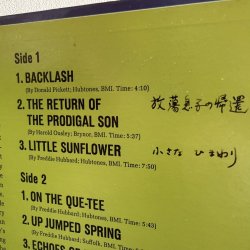 Side 1
1. BACKLASH
(By Donald Pickett; Hubtones, BMI. Time: 4:10)
2. THE RETURN OF
THE PRODIGAL SON 放蕩息子の帰還
(By Harold Ousley; Brynor, BMI. Time: 5:37)
3. LITTLE SUNFLOWER 小さな ひまわり
(By Freddie Hubbard; Hubtones, BMI. Time: 7:50)
Side 2
1. ON THE QUE-TEE
(By Freddie Hubbard; Hubtones, BMI. Time: 5:43)
2. UP JUMPED SPRING
(By Freddie Hubbard; Suffolk, BMI. Time:
3. ECHOES OF